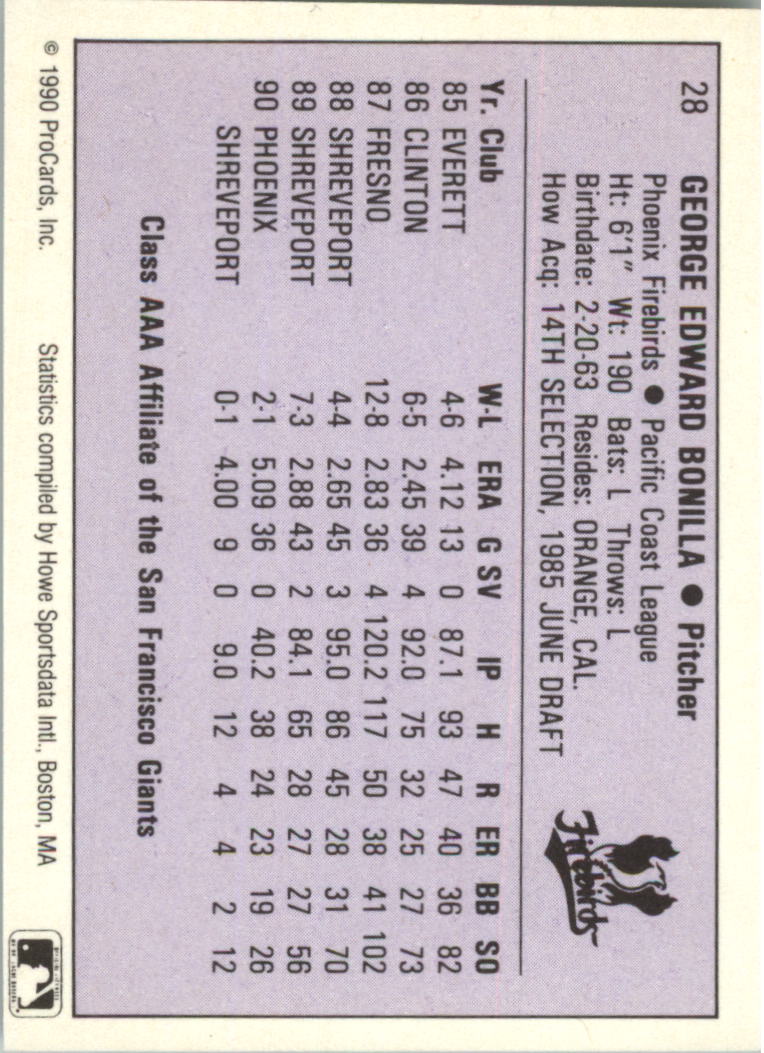 28 GEORGE EDWARD BONILLA ● Pitcher
Phoenix Firebirds ● Pacific Coast League
Ht: 6'1" Wt: 190 Bats: L Throws: L
Birthdate: 2-20-63 Resides: ORANGE, CAL.
How Acq: 14TH SELECTION, 1985 JUNE DRAFT
Firebirds
Yr. Club W-L ERA G SV IP H R ER BB SO
85 EVERETT 4-6 4.12 13 0 87.1 93 47 40 36 82
86 CLINTON 6-5 2.45 39 4 92.0 75 32 25 27 73
87 FRESNO 12-8 2.83 36 4 120.2 117 50 38 41 102
88 SHREVEPORT 4-4 2.65 45 3 95.0 86 45 28 31 70
89 SHREVEPORT 7-3 2.88 43 2 84.1 65 28 27 27 56
90 PHOENIX 2-1 5.09 36 0 40.2 38 24 23 19 26
SHREVEPORT 0-1 4.00 9 0 9.0 12 4 4 2 12
Class AAA Affiliate of the San Francisco Giants
© 1990 ProCards, Inc. Statistics compiled by Howe Sportsdata Intl., Boston, MA